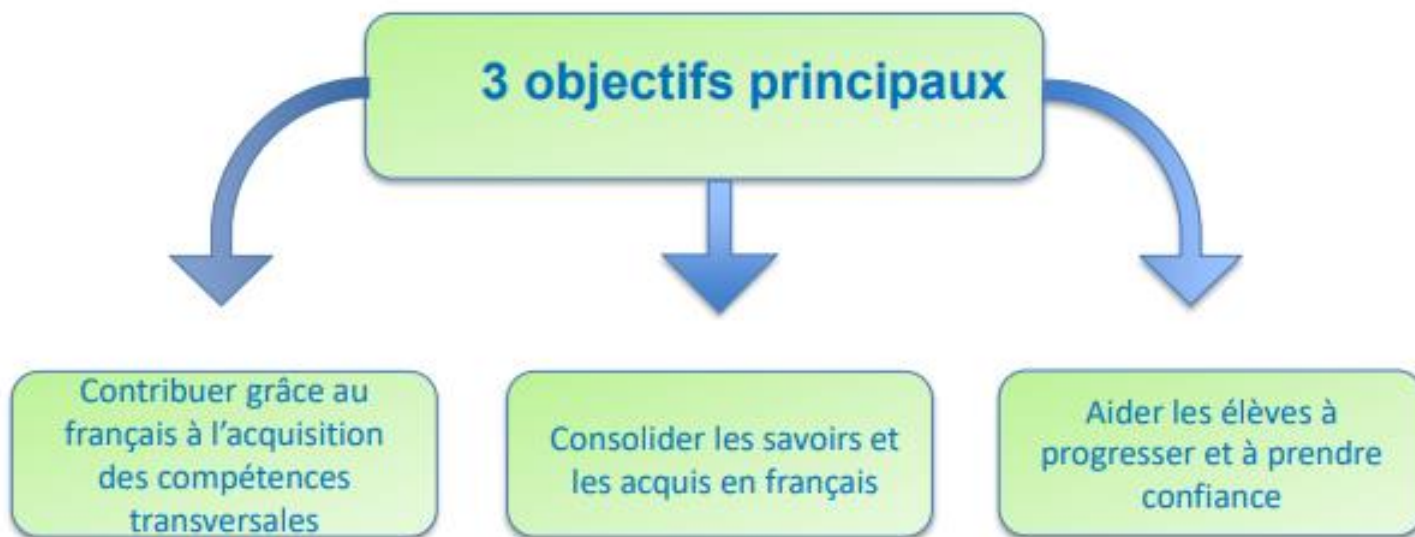 3 objectifs principaux
Contribuer grâce au
français à l'acquisition
des compétences
transversales
Consolider les savoirs et
les acquis en français
Aider les élèves à
progresser et à prendre
confiance